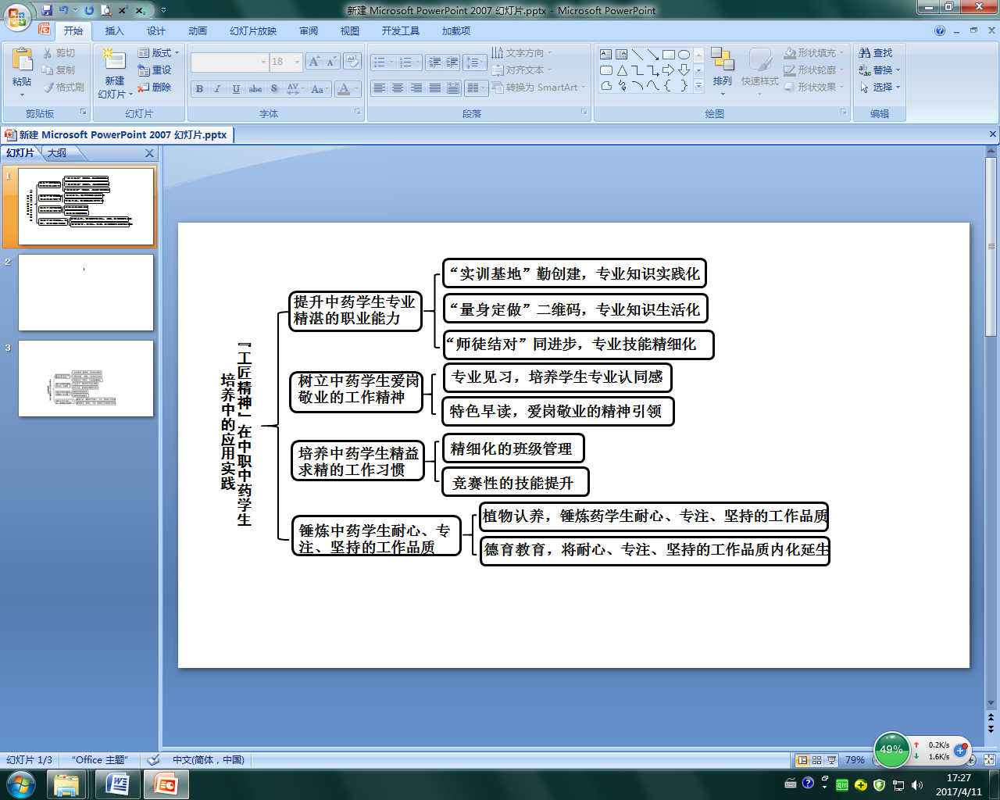 新建 Microsoft PowerPoint 2007 幻灯片.pptx - Microsoft PowerPoint
开始 插入 设计 动画 幻灯片放映 审阅 视图 开发工具 加载项
粘贴
剪切
复制
格式刷
剪贴板
新建
幻灯片
版式
重设
删除
幻灯片
18
B I U abc S AV Aa A
字体
文字方向
对齐文本
转换为 SmartArt
段落
排列
快速样式
形状填充
形状轮廓
形状效果
绘图
查找
替换
选择
编辑
新建 Microsoft PowerPoint 2007 幻灯片.pptx
幻灯片 大纲
1
2
3
『工匠精神』在中职中药学生
培养中的应用实践
提升中药学生专业
精湛的职业能力
“实训基地”勤创建，专业知识实践化
“量身定做”二维码，专业知识生活化
“师徒结对”同进步，专业技能精细化
树立中药学生爱岗
敬业的工作精神
专业见习，培养学生专业认同感
特色早读，爱岗敬业的精神引领
培养中药学生精益
求精的工作习惯
精细化的班级管理
竞赛性的技能提升
锤炼中药学生耐心、专
注、坚持的工作品质
植物认养，锤炼药学生耐心、专注、坚持的工作品质
德育教育，将耐心、专注、坚持的工作品质内化延生
幻灯片 1/3 “Office 主题” 中文(简体，中国) 79%
49%
0.2K/s
1.6K/s
17:27
2017/4/11